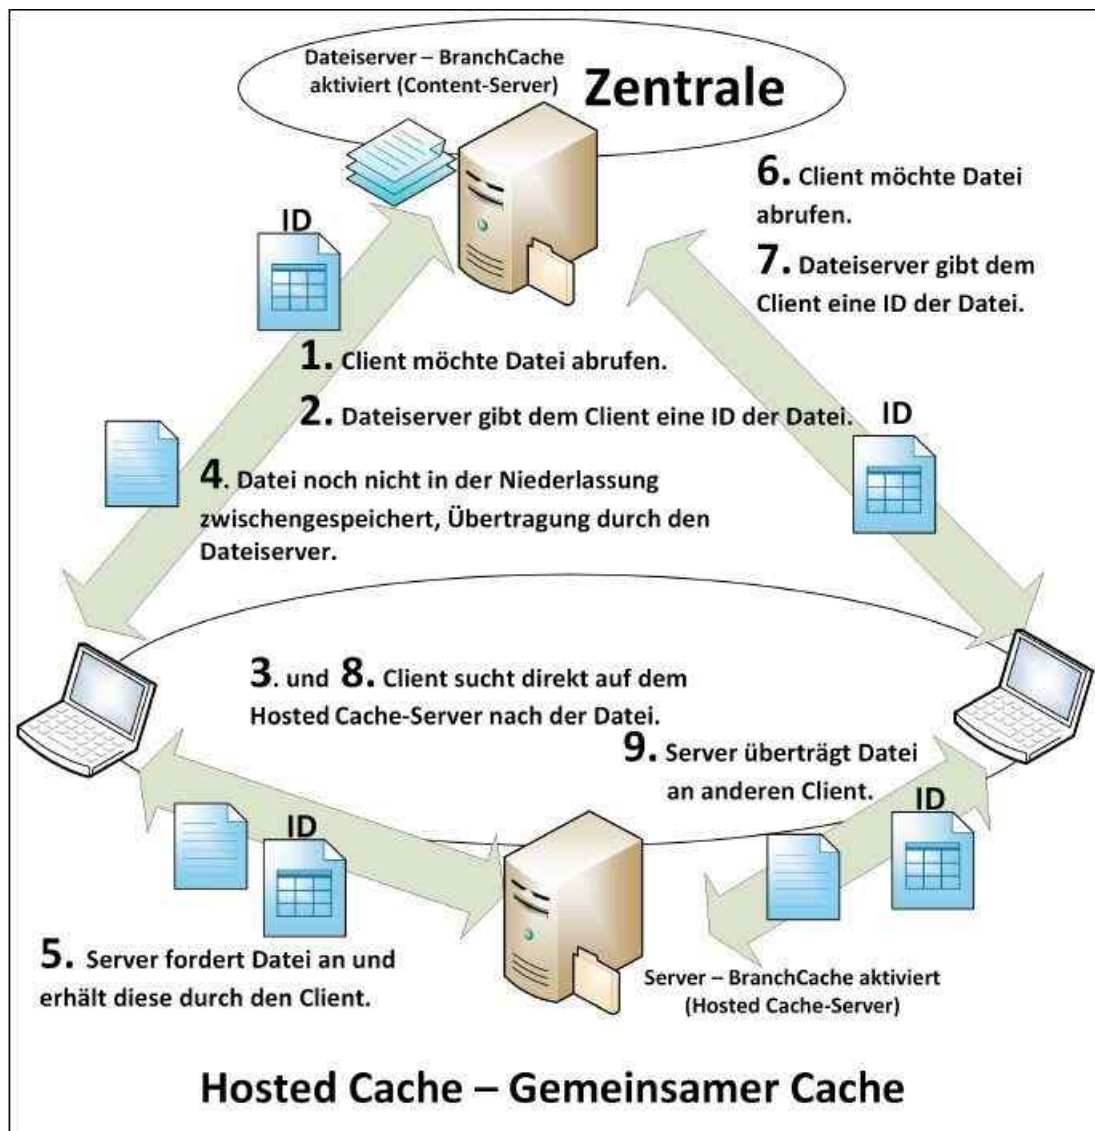 Dateiserver – BranchCache
aktiviert (Content-Server)
Zentrale
6. Client möchte Datei
abrufen.
7. Dateiserver gibt dem
Client eine ID der Datei.
ID
1. Client möchte Datei abrufen.
2. Dateiserver gibt dem Client eine ID der Datei.
ID
4. Datei noch nicht in der Niederlassung
zwischengespeichert, Übertragung durch den
Dateiserver.
3. und 8. Client sucht direkt auf dem
Hosted Cache-Server nach der Datei.
9. Server überträgt Datei
an anderen Client.
ID
ID
5. Server fordert Datei an und
erhält diese durch den Client.
Server – BranchCache aktiviert
(Hosted Cache-Server)
Hosted Cache – Gemeinsamer Cache